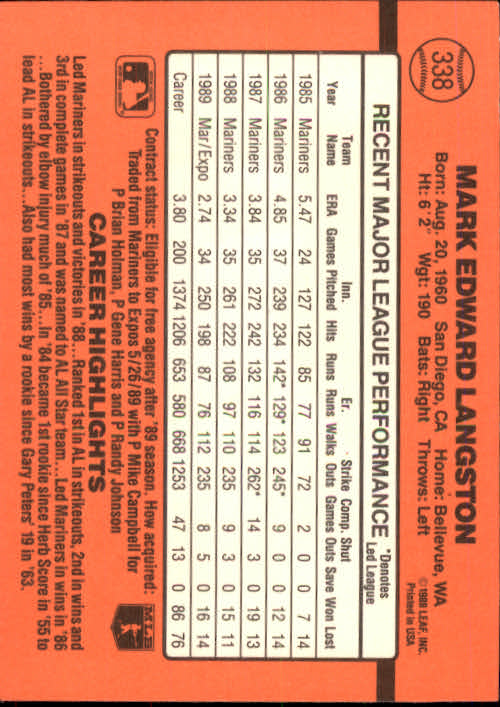 338
MARK EDWARD LANGSTON
Born: Aug. 20, 1960 San Diego, CA Home: Bellevue, WA
Ht: 6' 2" Wgt: 190 Bats: Right Throws: Left
©1989 LEAF, INC.
Printed in USA
RECENT MAJOR LEAGUE PERFORMANCE
*Denotes
Led League
Team Inn. Er. Strike Comp Shut
Year Name ERA Games Pitched Hits Runs Runs Walks Outs Games Outs Save Won Lost
1985 Mariners 5.47 24 127 122 85 77 91 72 2 0 0 7 14
1986 Mariners 4.85 37 239 234 142* 129* 123 245* 9 0 0 12 14
1987 Mariners 3.84 35 272 242 132 116 114 262* 14 3 0 19 13
1988 Mariners 3.34 35 261 222 108 97 110 235 9 3 0 15 11
1989 Mar/Expo 2.74 34 250 198 87 76 112 235 8 5 0 16 14
Career 3.80 200 1374 1206 653 580 668 1253 47 13 0 86 76
Contract status: Eligible for free agency after '89 season. How acquired:
Traded from Mariners to Expos 5/26/89 with P Mike Campbell for
P Brian Holman, P Gene Harris and P Randy Johnson
MLB
CAREER HIGHLIGHTS
Led Mariners in strikeouts and victories in '88...Ranked 1st in AL in strikeouts, 2nd in wins and
3rd in complete games in '87 and was named to AL All Star team...Led Mariners in wins in '86
...Bothered by elbow injury much of '85...In '84 became 1st rookie since Herb Score in '55 to
lead AL in strikeouts...Also had most wins by a rookie since Gary Peters' 19 in '63.